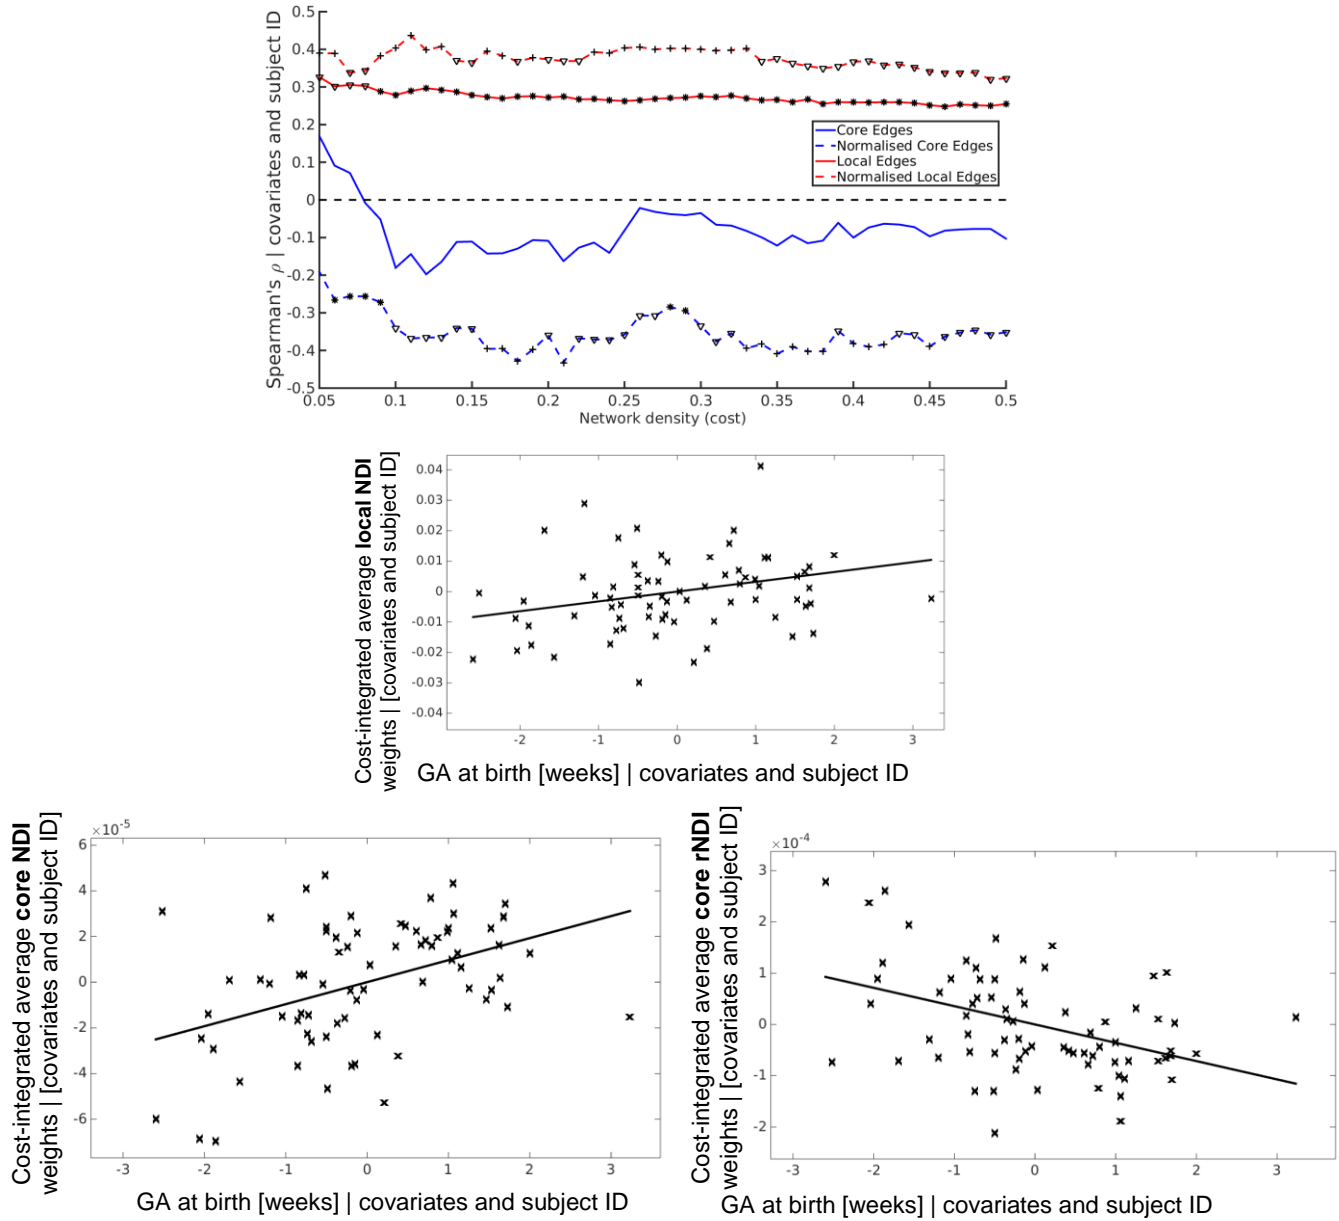 Spearman's ρ | covariates and subject ID
0.5
0.4
0.3
0.2
0.1
0
-0.1
-0.2
-0.3
-0.4
-0.5
0.05 0.1 0.15 0.2 0.25 0.3 0.35 0.4 0.45 0.5
Network density (cost)
Core Edges
Normalised Core Edges
Local Edges
Normalised Local Edges
Cost-integrated average local NDI
weights | [covariates and subject ID]
0.04
0.03
0.02
0.01
0
-0.01
-0.02
-0.03
-0.04
-2 -1 0 1 2 3
GA at birth [weeks] | covariates and subject ID
Cost-integrated average core NDI
weights | [covariates and subject ID]
×10-5
6
4
2
0
-2
-4
-6
-3 -2 -1 0 1 2 3
GA at birth [weeks] | covariates and subject ID
Cost-integrated average core rNDI
weights | [covariates and subject ID]
×10-4
3
2
1
0
-1
-2
-3 -2 -1 0 1 2 3
GA at birth [weeks] | covariates and subject ID